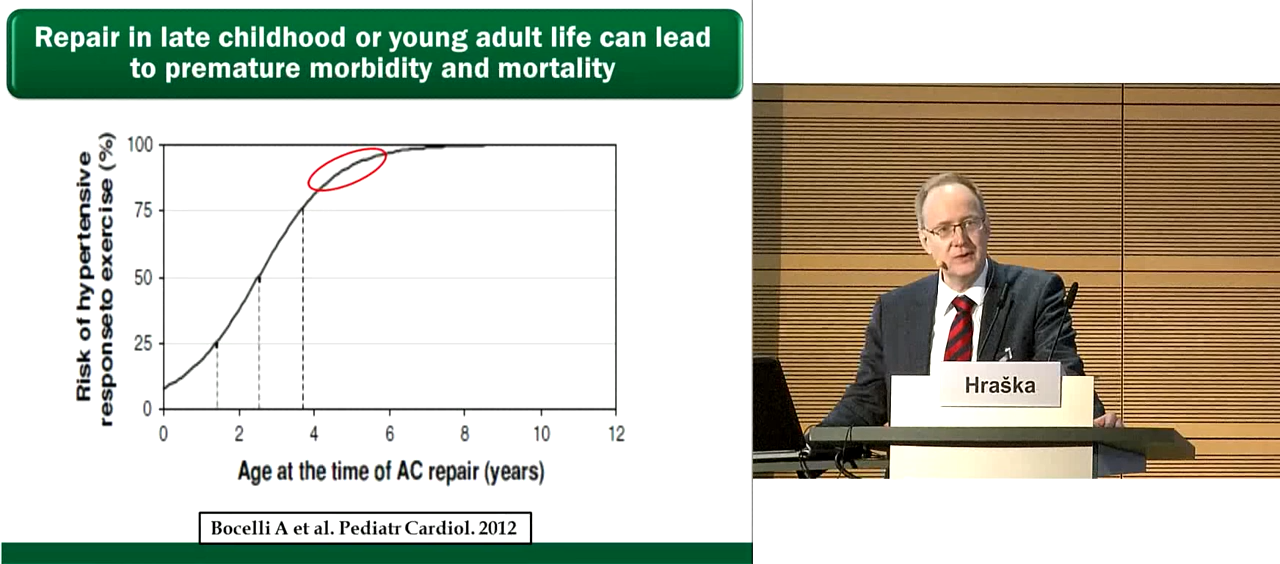 Repair in late childhood or young adult life can lead
to premature morbidity and mortality
Risk of hypertensive
response to exercise (%)
100
75
50
25
0
0 2 4 6 8 10 12
Age at the time of AC repair (years)
Bocelli A et al. Pediatr Cardiol. 2012
Hraška